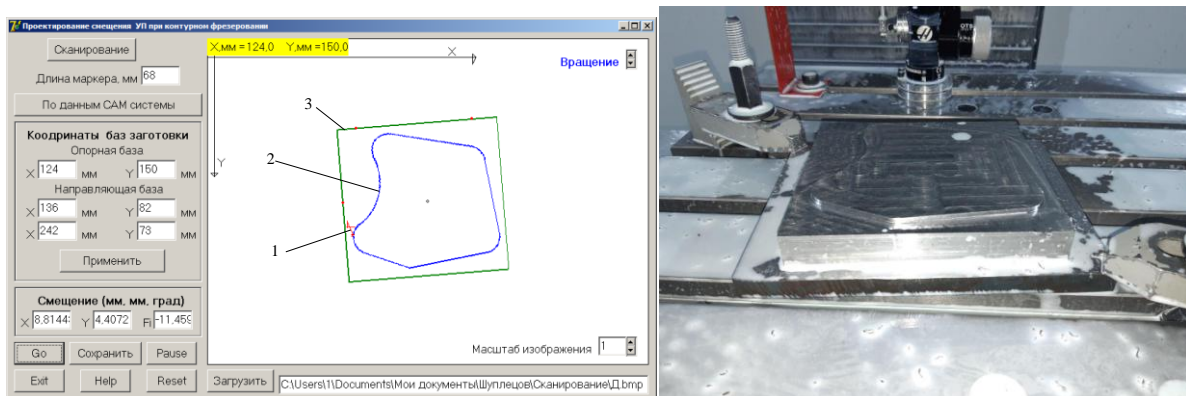 Проектирование смещения УП при контурном фрезеровании
Сканирование
Длина маркера, мм 68
По данным CAM системы
Коодринаты баз заготовки
Опорная база
X 124 мм Y 150 мм
Направляющая база
X 136 мм Y 82 мм
X 242 мм Y 73 мм
Применить
Смещение (мм, мм, град)
X 8,8144 Y 4,4072 Fi -11,459
Go Сохранить Pause
Exit Help Reset
X,мм =124,0 Y,мм =150,0
X
Вращение
Y
3
2
1
Масштаб изображения 1
Загрузить C:\Users\1\Documents\Мои документы\Шуплецов\Сканирование\Д.bmp